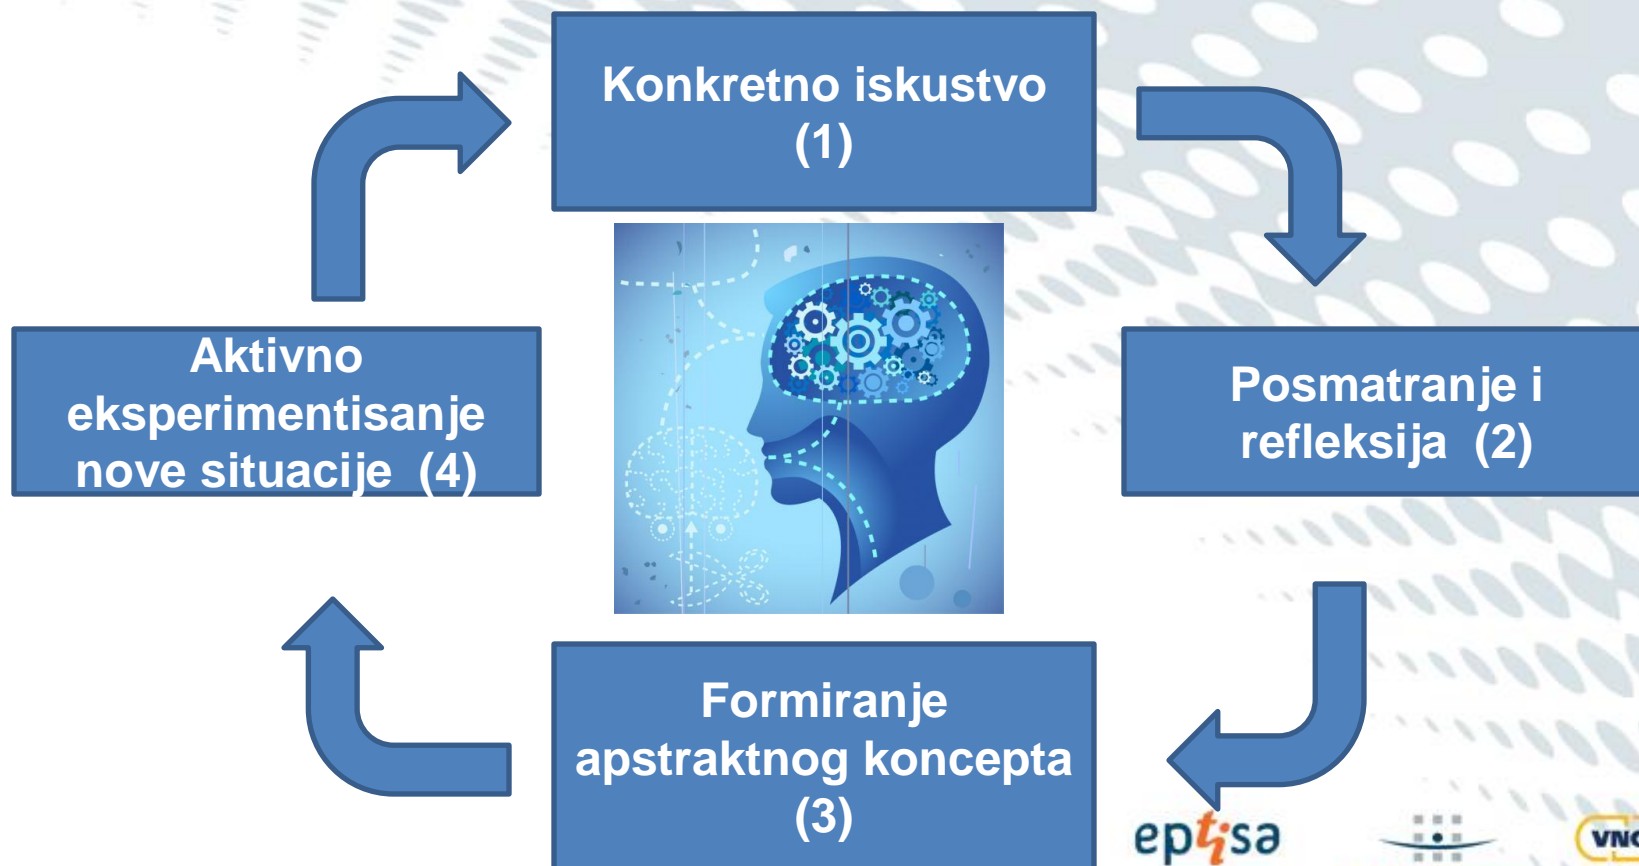 Konkretno iskustvo
(1)
Aktivno
eksperimentisanje
nove situacije (4)
Posmatranje i
refleksija (2)
Formiranje
apstraktnog koncepta
(3)
eptisa